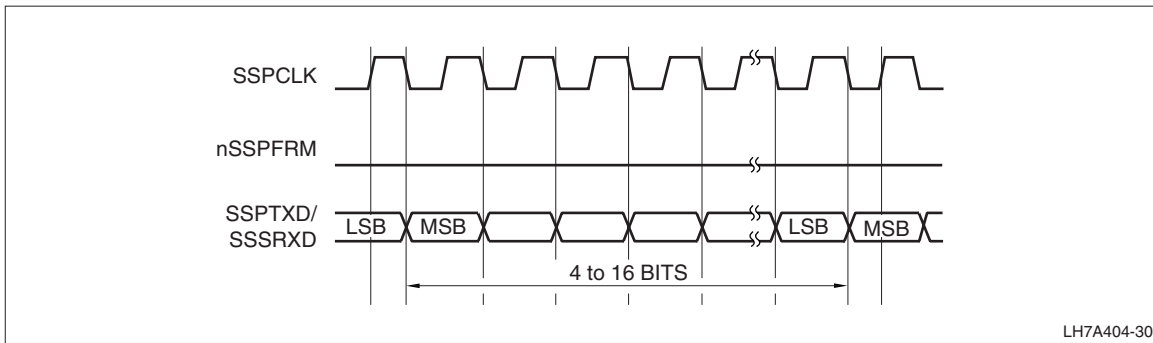 SSPCLK
nSSPFRM
SSPTXD/
SSSRXD
LSB MSB LSB MSB
4 to 16 BITS
LH7A404-30